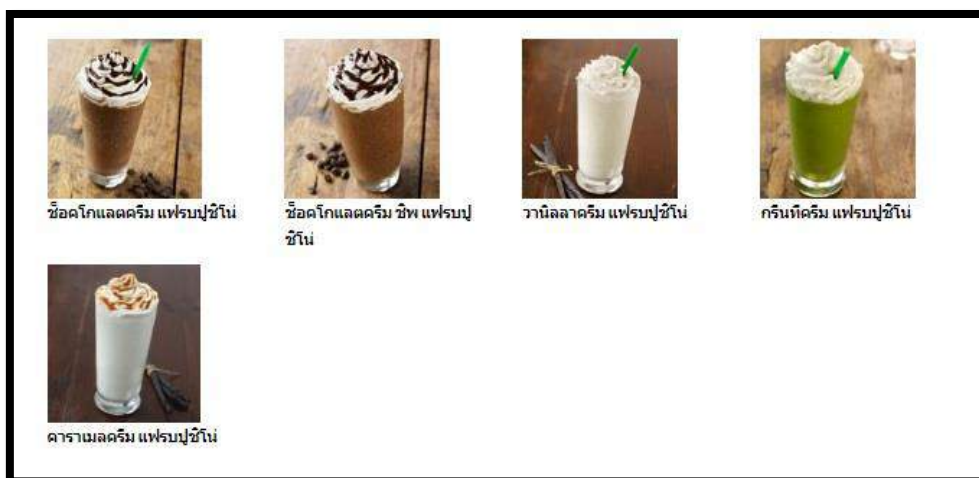 ช็อคโกแลตครีม แฟรบปูชิโน่
ช็อคโกแลตครีม ชิพ แฟรบปู
ชิโน่
วานิลลาครีม แฟรบปูชิโน่
กรีนทีครีม แฟรบปูชิโน่
คาราเมลครีม แฟรบปูชิโน่